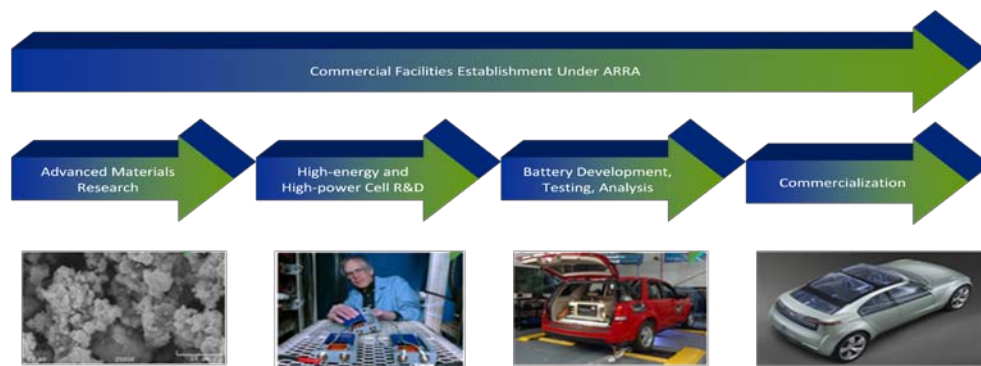 Commercial Facilities Establishment Under ARRA
Advanced Materials
Research
High-energy and
High-power Cell R&D
Battery Development,
Testing, Analysis
Commercialization